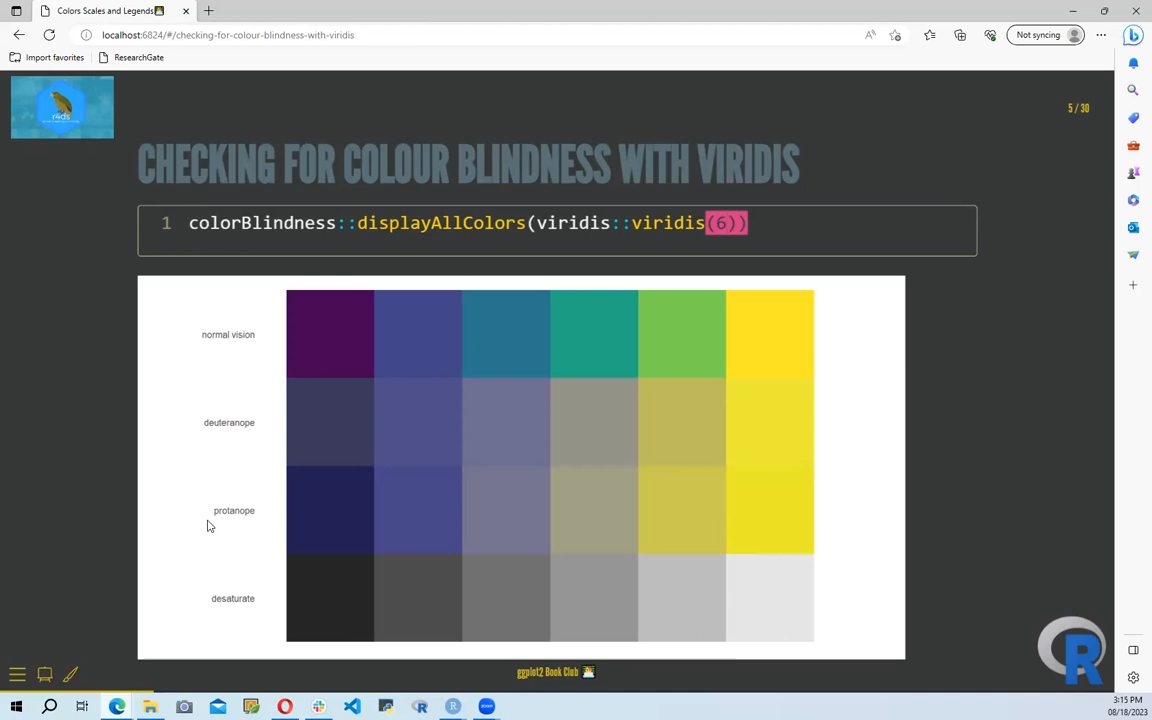 Colors Scales and Legends
localhost:6824/#/checking-for-colour-blindness-with-viridis
Not syncing
Import favorites
ResearchGate
r4ds
5 / 30
CHECKING FOR COLOUR BLINDNESS WITH VIRIDIS
1 colorBlindness::displayAllColors(viridis::viridis(6))
normal vision
deuteranope
protanope
desaturate
ggplot2 Book Club
R
3:15 PM
08/18/2023